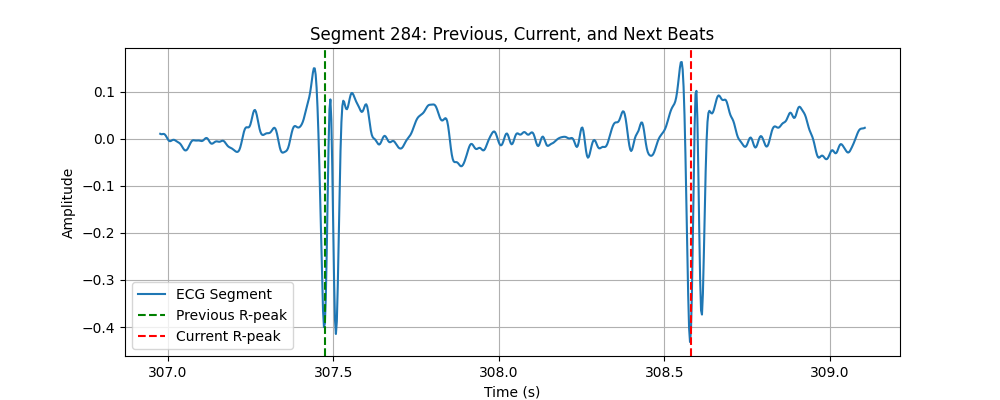 Segment 284: Previous, Current, and Next Beats
Amplitude
0.1
0.0
−0.1
−0.2
−0.3
−0.4
ECG Segment
Previous R-peak
Current R-peak
307.0 307.5 308.0 308.5 309.0
Time (s)